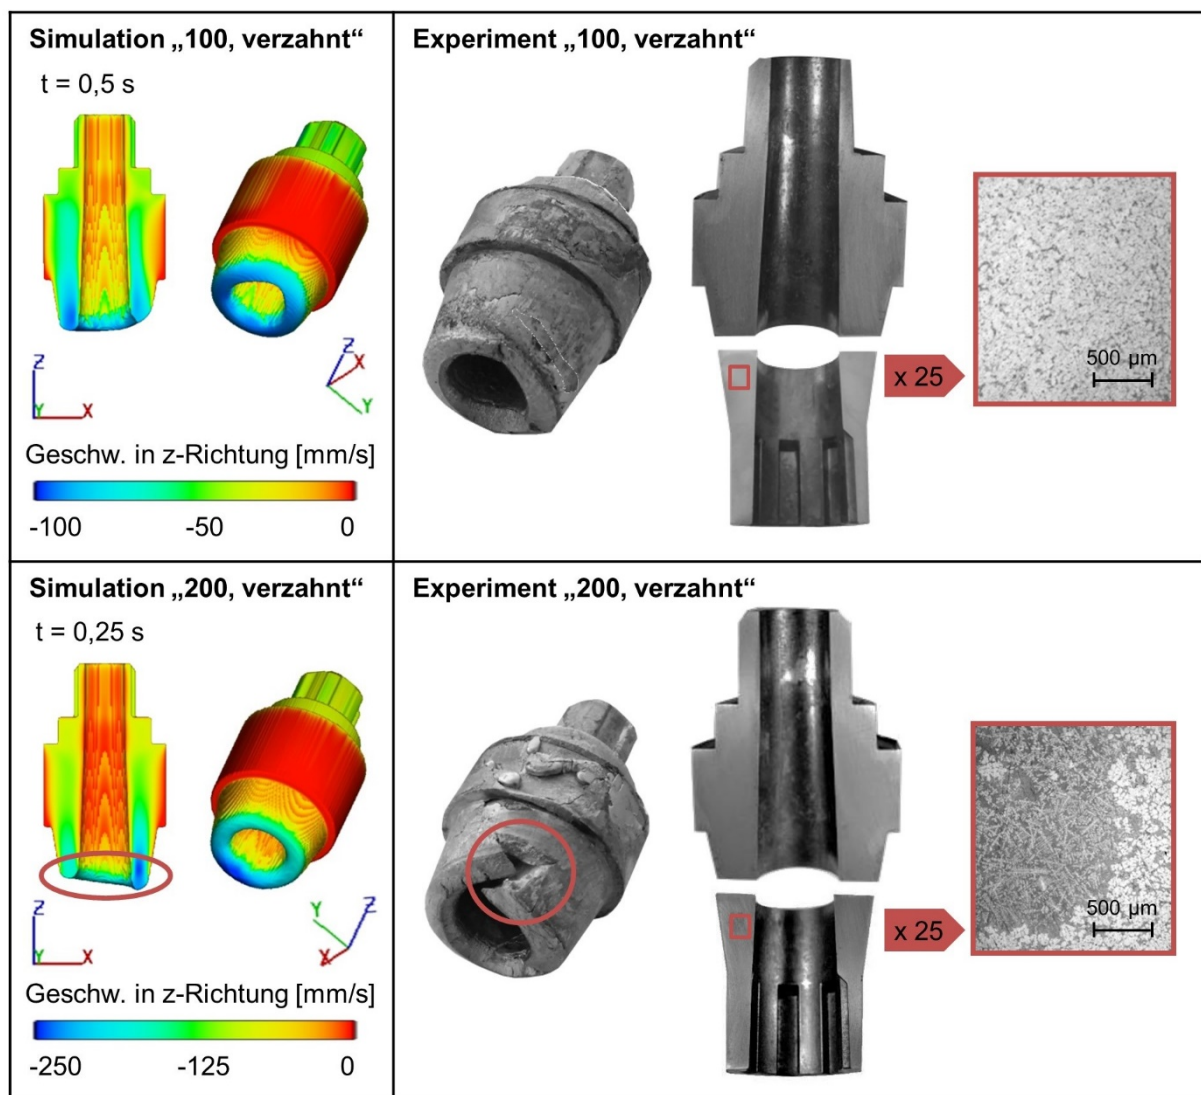 Simulation „100, verzahnt“
t = 0,5 s
Z
Y
X
Z
X
Y
Geschw. in z-Richtung [mm/s]
-100 -50 0
Experiment „100, verzahnt“
x 25
500 µm
Simulation „200, verzahnt“
t = 0,25 s
Z
Y
X
Y
Z
X
Geschw. in z-Richtung [mm/s]
-250 -125 0
Experiment „200, verzahnt“
x 25
500 µm